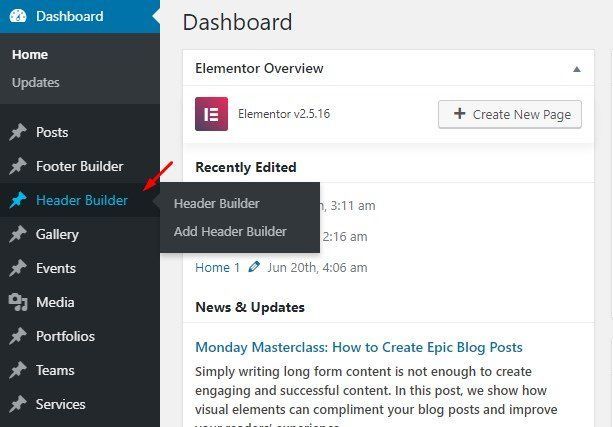 Dashboard
Home
Updates
Posts
Footer Builder
Header Builder
Gallery
Events
Media
Portfolios
Teams
Services
Header Builder
Add Header Builder
Dashboard
Elementor Overview
Elementor v2.5.16
+ Create New Page
Recently Edited
3:11 am
2:16 am
Home 1 Jun 20th, 4:06 am
News & Updates
Monday Masterclass: How to Create Epic Blog Posts
Simply writing long form content is not enough to create
engaging and successful content. In this post, we show how
visual elements can compliment your blog posts and improve
your readers' experience.